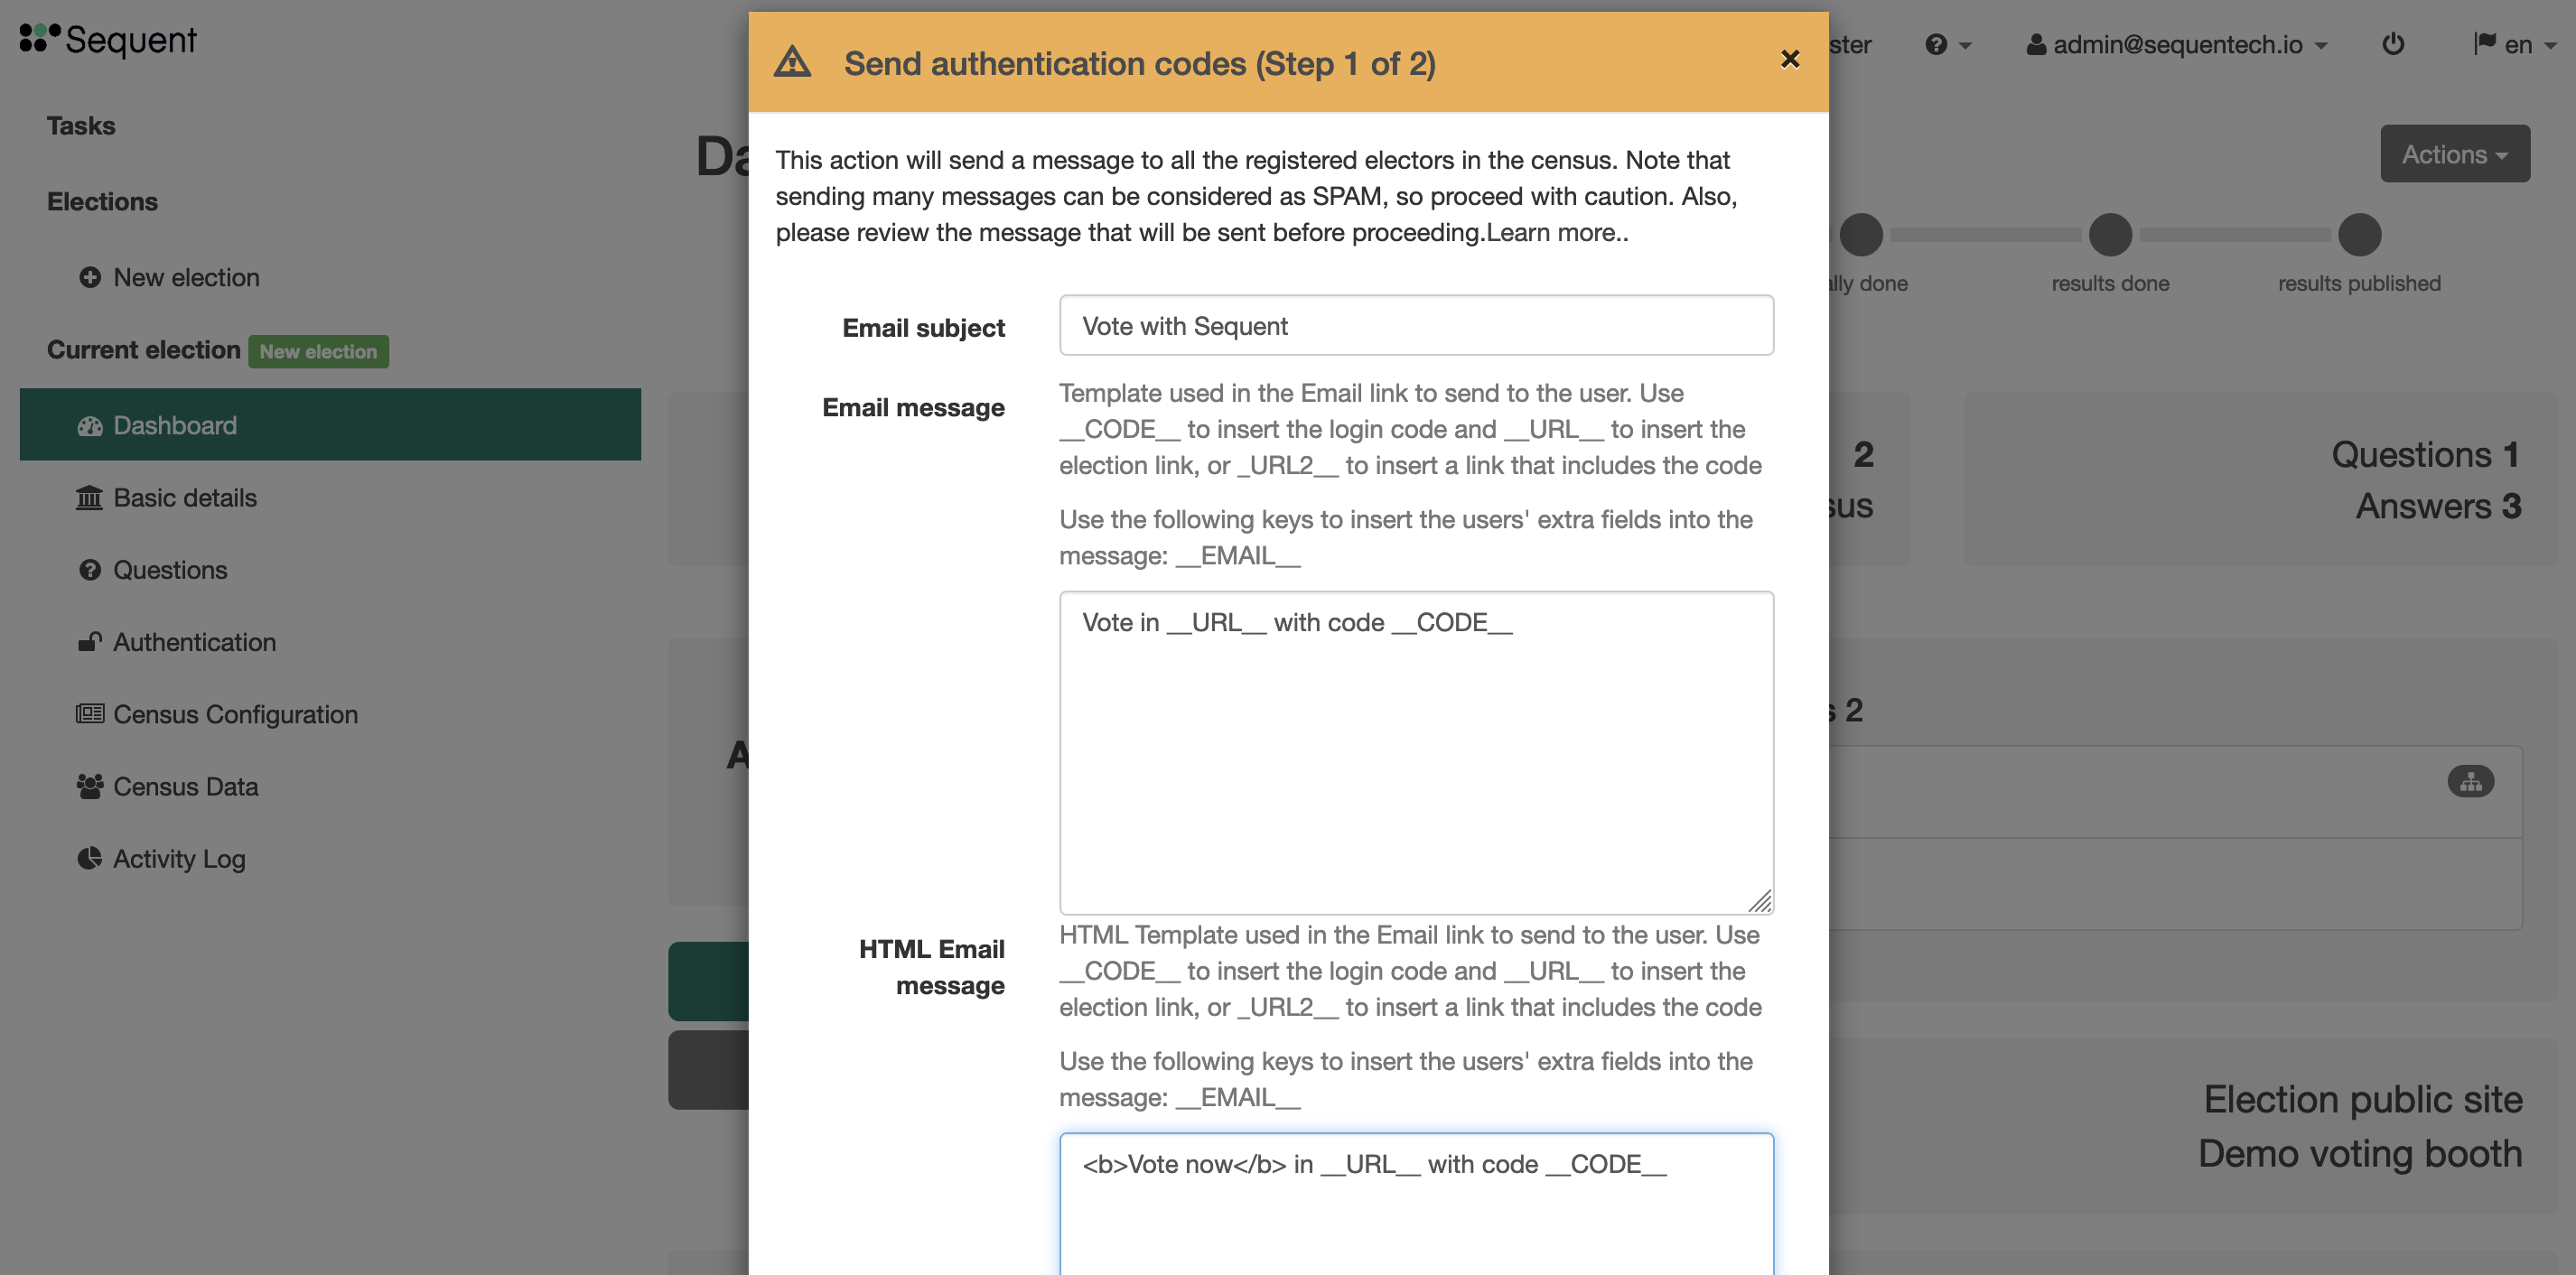 Sequent
Tasks
Elections
New election
Current election New election
Dashboard
Basic details
Questions
Authentication
Census Configuration
Census Data
Activity Log
Send authentication codes (Step 1 of 2)
×
admin@sequentech.io
en
Actions
results done
results published
This action will send a message to all the registered electors in the census. Note that
sending many messages can be considered as SPAM, so proceed with caution. Also,
please review the message that will be sent before proceeding.Learn more..
Email subject
Vote with Sequent
Email message
Template used in the Email link to send to the user. Use
__CODE__ to insert the login code and __URL__ to insert the
election link, or _URL2__ to insert a link that includes the code
Use the following keys to insert the users' extra fields into the
message: __EMAIL__
Vote in __URL__ with code __CODE__
HTML Email
message
HTML Template used in the Email link to send to the user. Use
__CODE__ to insert the login code and __URL__ to insert the
election link, or _URL2__ to insert a link that includes the code
Use the following keys to insert the users' extra fields into the
message: __EMAIL__
<b>Vote now</b> in __URL__ with code __CODE__
2
Questions 1
Answers 3
2
Election public site
Demo voting booth